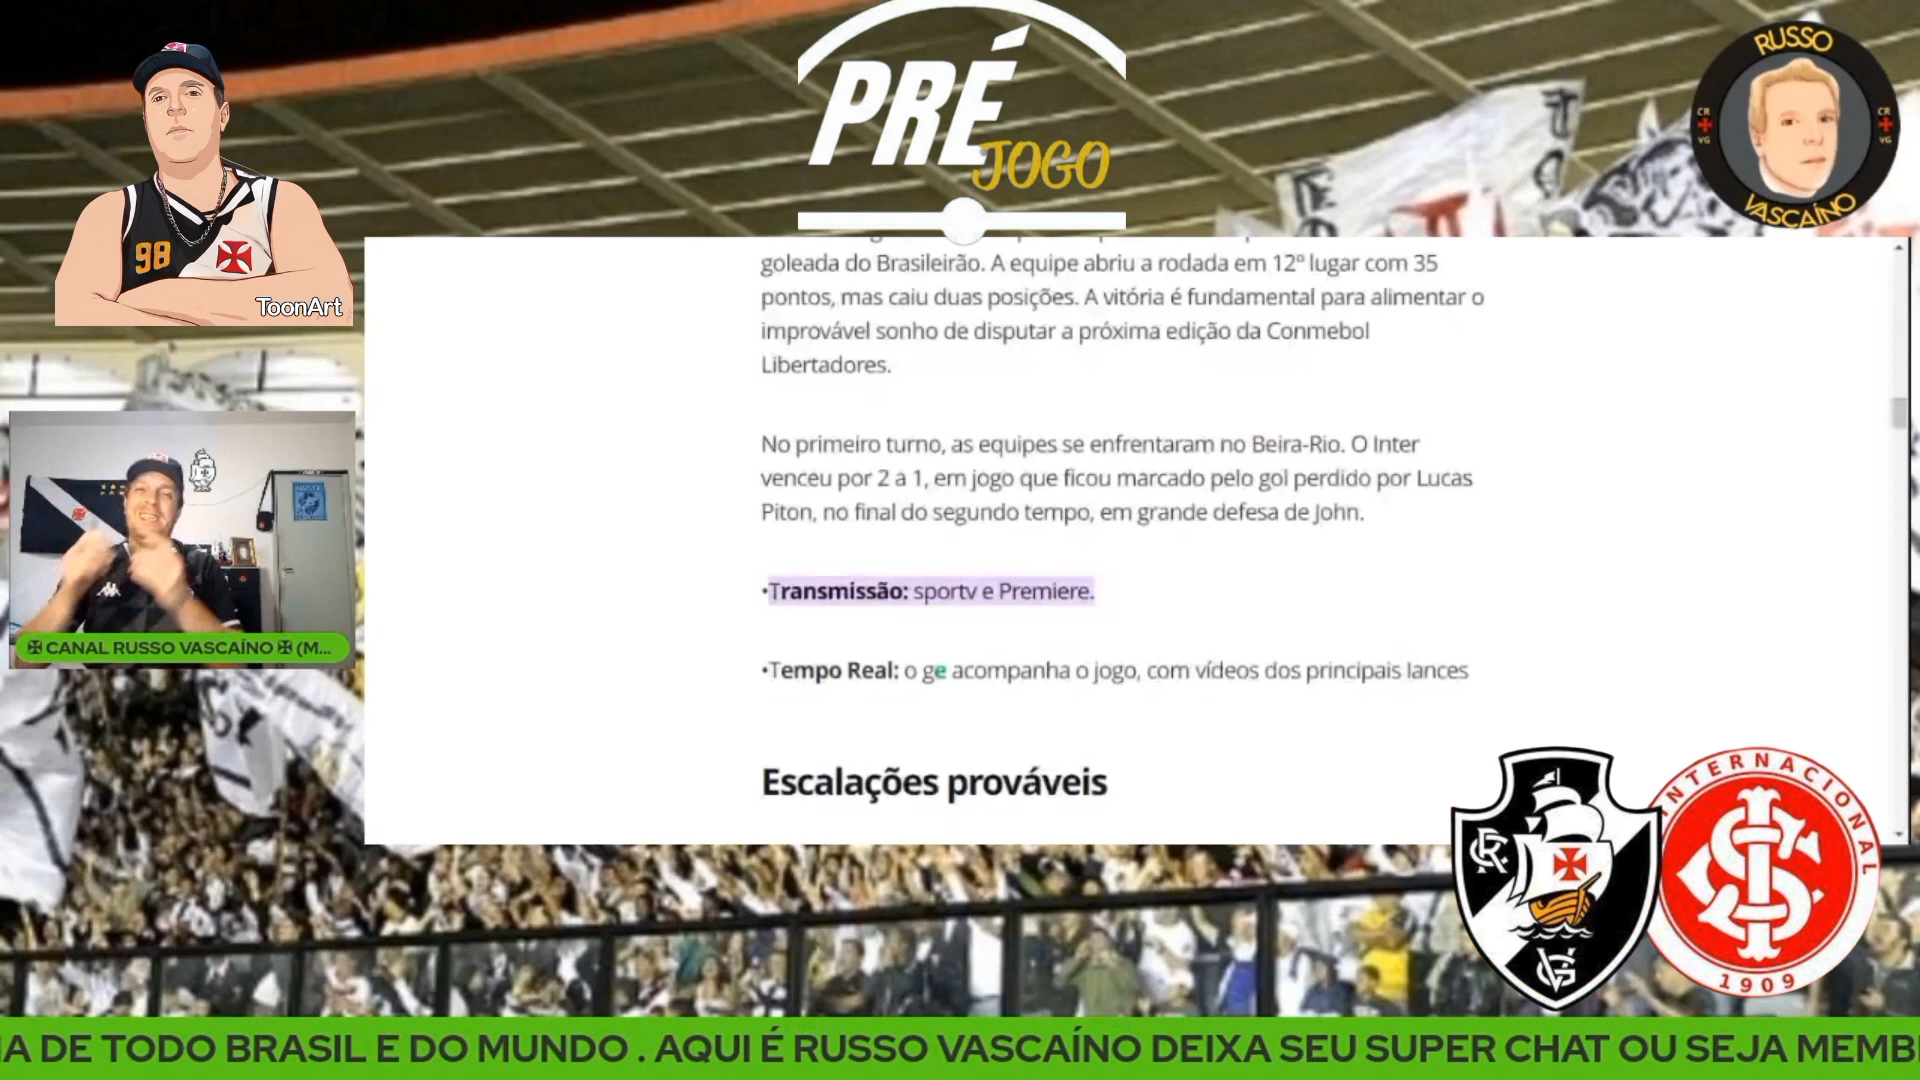 PRÉ
JOGO
RUSSO
CR
VG
CR
VG
VASCAÍNO
98
ToonArt
goleada do Brasileirão. A equipe abriu a rodada em 12º lugar com 35
pontos, mas caiu duas posições. A vitória é fundamental para alimentar o
improvável sonho de disputar a próxima edição da Conmebol
Libertadores.
No primeiro turno, as equipes se enfrentaram no Beira-Rio. O Inter
venceu por 2 a 1, em jogo que ficou marcado pelo gol perdido por Lucas
Piton, no final do segundo tempo, em grande defesa de John.
•Transmissão: sportv e Premiere.
•Tempo Real: o ge acompanha o jogo, com vídeos dos principais lances
Escalações prováveis
✠ CANAL RUSSO VASCAÍNO ✠ (M...
INTERNACIONAL
1909
IA DE TODO BRASIL E DO MUNDO . AQUI É RUSSO VASCAÍNO DEIXA SEU SUPER CHAT OU SEJA MEMB